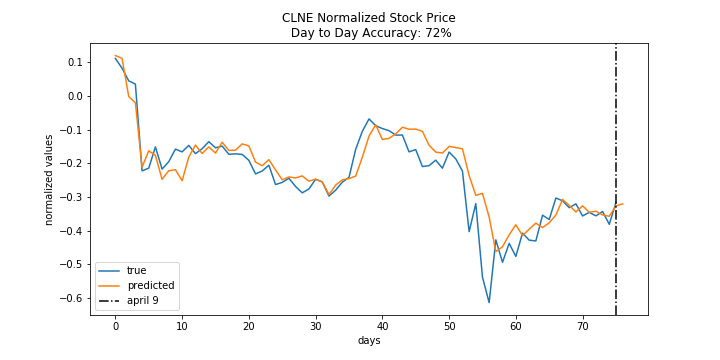 CLNE Normalized Stock Price
Day to Day Accuracy: 72%
normalized values
0.1
0.0
−0.1
−0.2
−0.3
−0.4
−0.5
−0.6
true
predicted
april 9
0 10 20 30 40 50 60 70
days